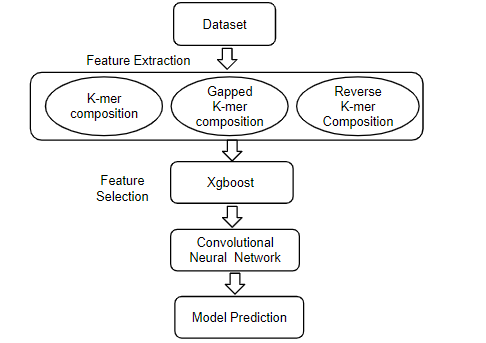 Dataset
Feature Extraction
K-mer
composition
Gapped
K-mer
composition
Reverse
K-mer
Composition
Feature
Selection
Xgboost
Convolutional
Neural Network
Model Prediction